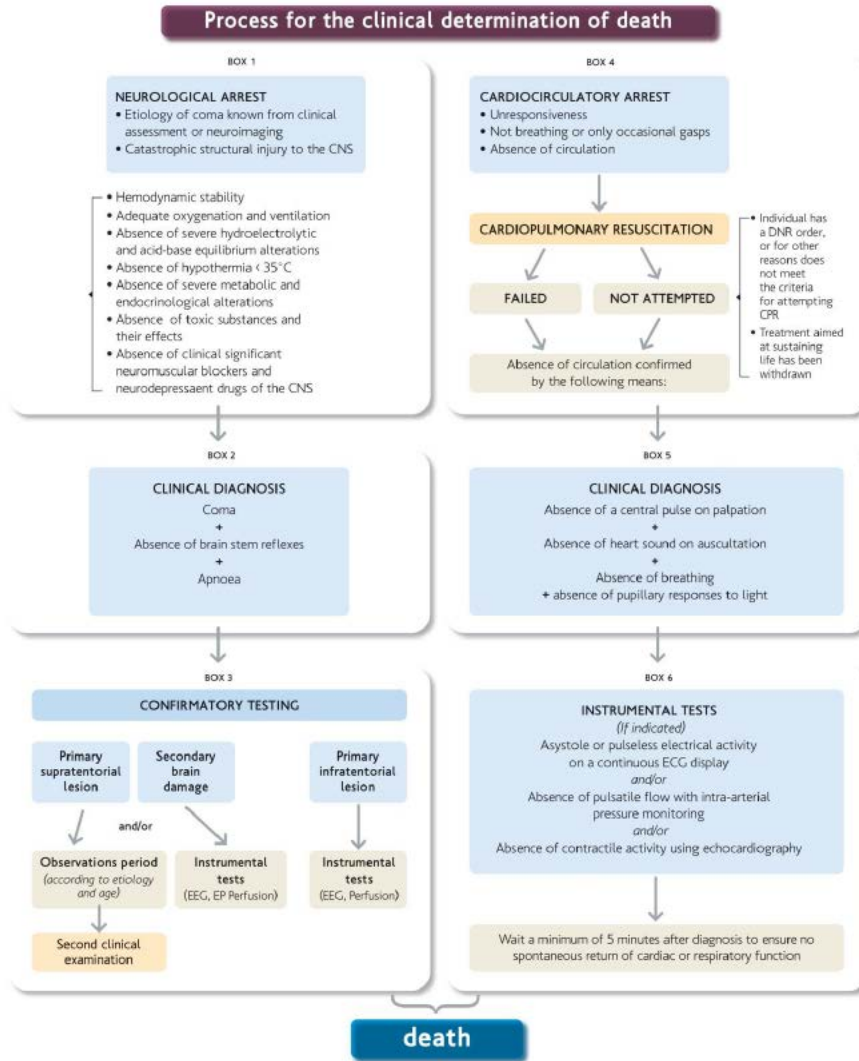 Process for the clinical determination of death
BOX 1
NEUROLOGICAL ARREST
• Etiology of coma known from clinical
assessment or neuroimaging
• Catastrophic structural injury to the CNS
• Hemodynamic stability
• Adequate oxygenation and ventilation
• Absence of severe hydroelectrolytic
and acid-base equilibrium alterations
• Absence of hypothermia < 35°C
• Absence of severe metabolic and
endocrinological alterations
• Absence of toxic substances and
their effects
• Absence of clinical significant
neuromuscular blockers and
neurodepressaent drugs of the CNS
BOX 2
CLINICAL DIAGNOSIS
Coma
+
Absence of brain stem reflexes
+
Apnoea
BOX 3
CONFIRMATORY TESTING
Primary
supratentorial
lesion
Secondary
brain
damage
Primary
infratentorial
lesion
and/or
Observations period
(according to etiology
and age)
Instrumental
tests
(EEG, EP Perfusion)
Instrumental
tests
(EEG, Perfusion)
Second clinical
examination
BOX 4
CARDIOCIRCULATORY ARREST
• Unresponsiveness
• Not breathing or only occasional gasps
• Absence of circulation
CARDIOPULMONARY RESUSCITATION
FAILED
NOT ATTEMPTED
• Individual has
a DNR order,
or for other
reasons does
not meet
the criteria
for attempting
CPR
• Treatment aimed
at sustaining
life has been
withdrawn
Absence of circulation confirmed
by the following means:
BOX 5
CLINICAL DIAGNOSIS
Absence of a central pulse on palpation
+
Absence of heart sound on auscultation
+
Absence of breathing
+ absence of pupillary responses to light
BOX 6
INSTRUMENTAL TESTS
(If indicated)
Asystole or pulseless electrical activity
on a continuous ECG display
and/or
Absence of pulsatile flow with intra-arterial
pressure monitoring
and/or
Absence of contractile activity using echocardiography
Wait a minimum of 5 minutes after diagnosis to ensure no
spontaneous return of cardiac or respiratory function
death